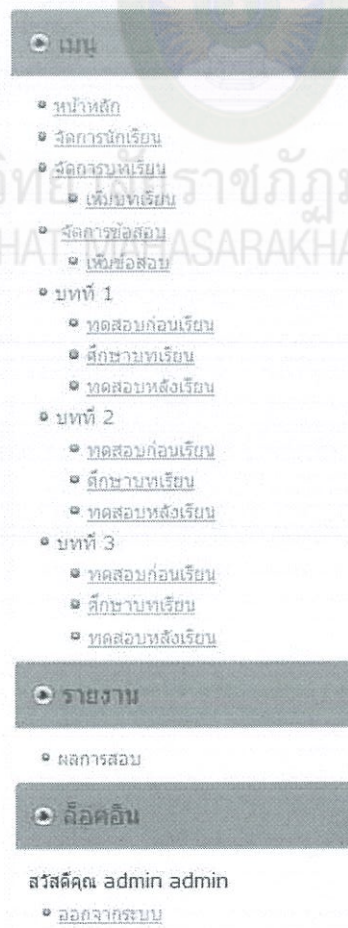 เมนู
หน้าหลัก
จัดการนักเรียน
จัดการบทเรียน
เพิ่มบทเรียน
จัดการข้อสอบ
เพิ่มข้อสอบ
บทที่ 1
ทดสอบก่อนเรียน
ศึกษาบทเรียน
ทดสอบหลังเรียน
บทที่ 2
ทดสอบก่อนเรียน
ศึกษาบทเรียน
ทดสอบหลังเรียน
บทที่ 3
ทดสอบก่อนเรียน
ศึกษาบทเรียน
ทดสอบหลังเรียน
รายงาน
ผลการสอบ
ล็อคอิน
สวัสดีคุณ admin admin
ออกจากระบบ